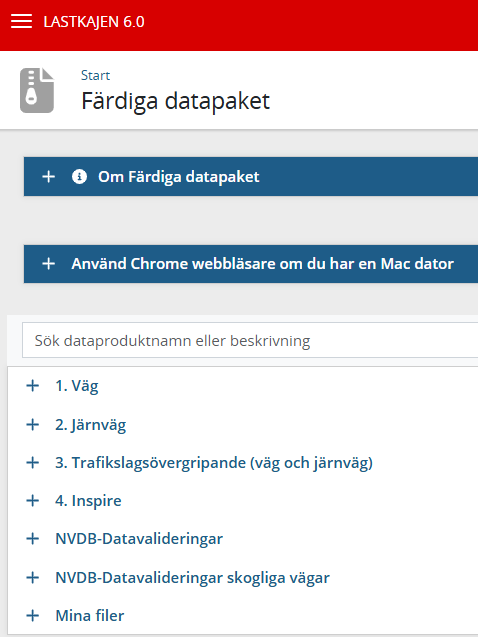 LASTKAJEN 6.0
Start
Färdiga datapaket
Om Färdiga datapaket
Använd Chrome webbläsare om du har en Mac dator
Sök dataproduktnamn eller beskrivning
1. Väg
2. Järnväg
3. Trafikslagsövergripande (väg och järnväg)
4. Inspire
NVDB-Datavalideringar
NVDB-Datavalideringar skogliga vägar
Mina filer